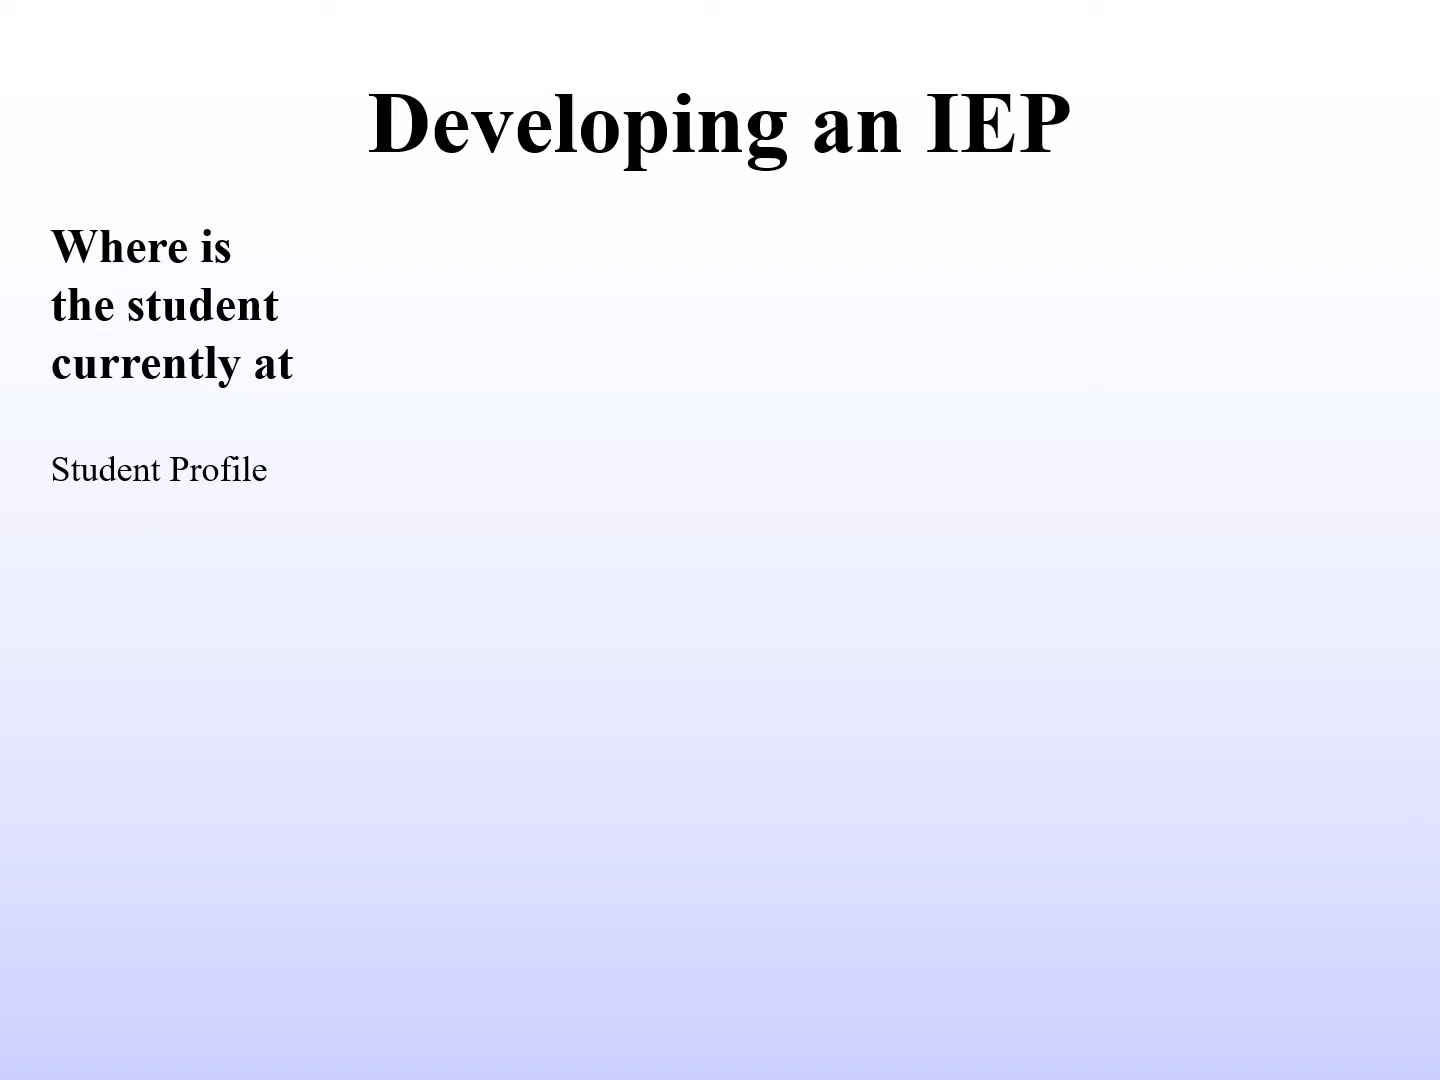 Developing an IEP
Where is
the student
currently at
Student Profile